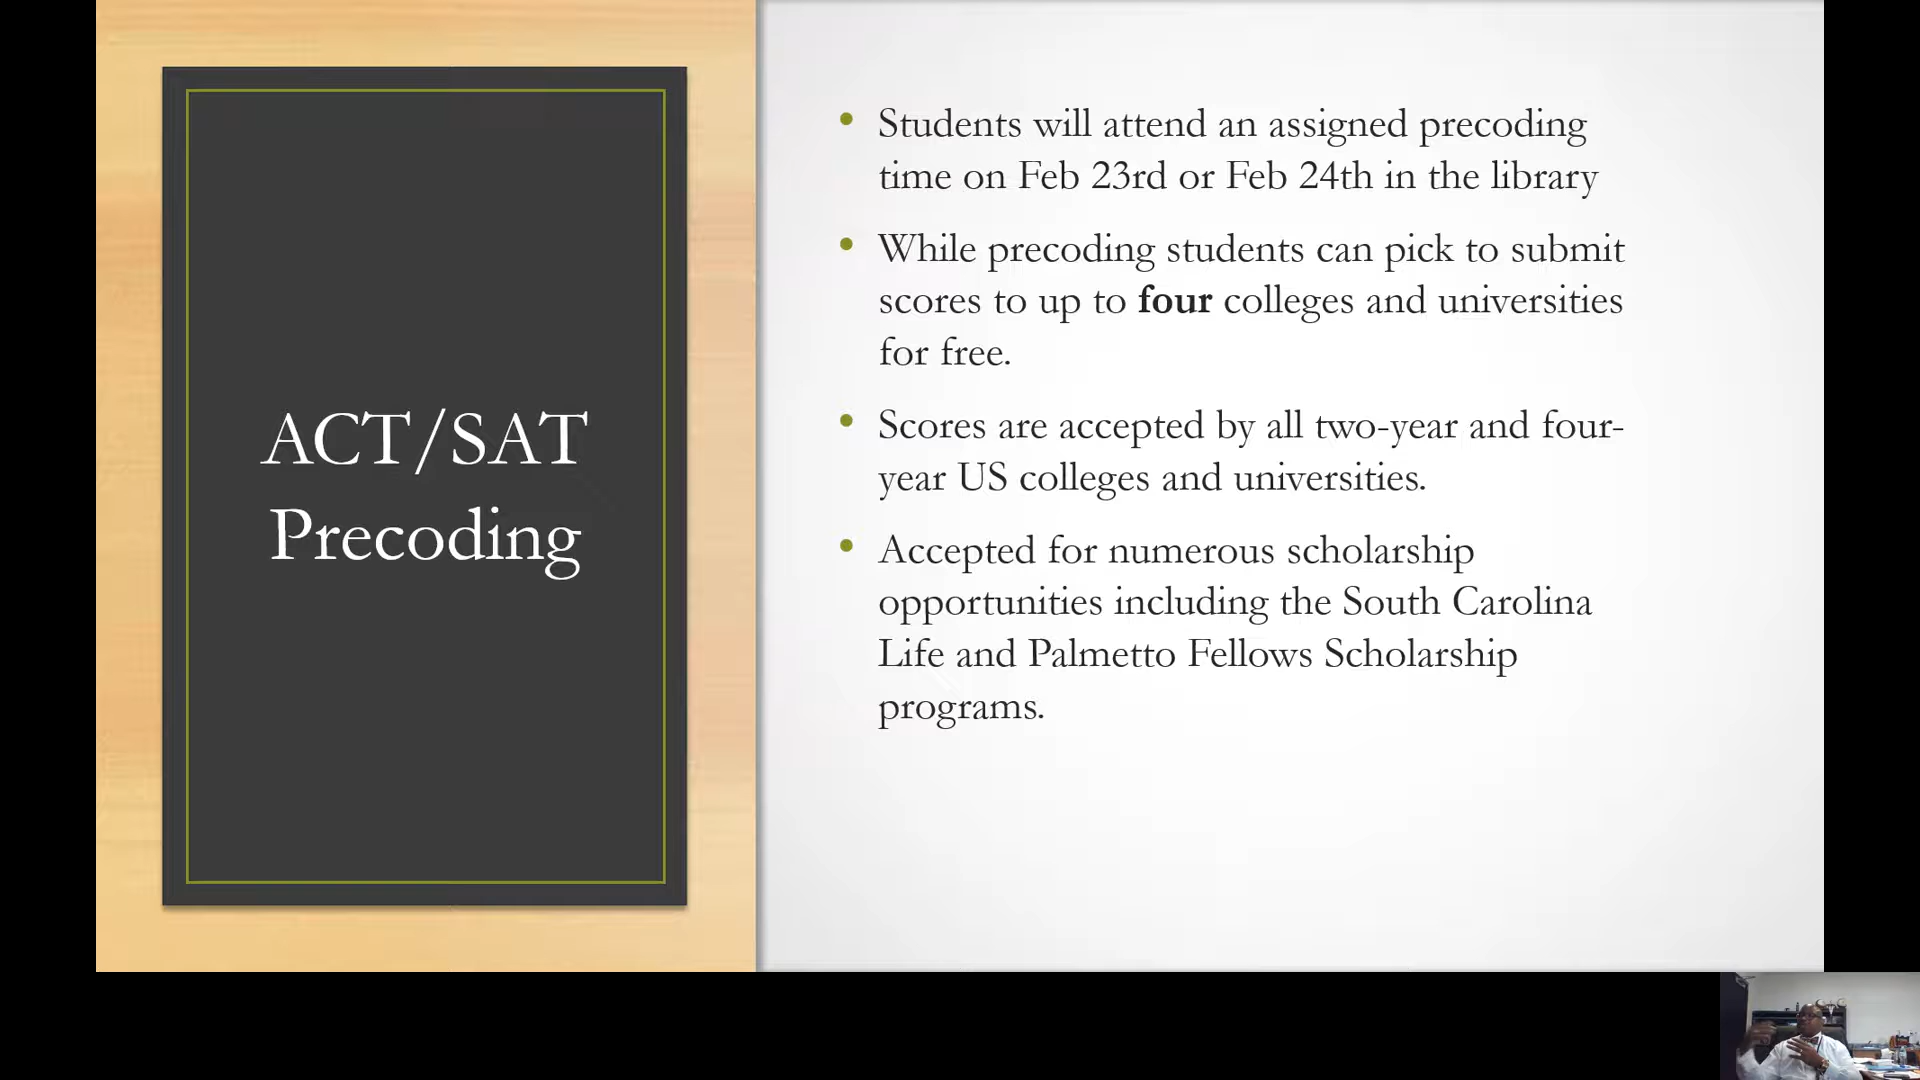 ACT/SAT
Precoding
Students will attend an assigned precoding
time on Feb 23rd or Feb 24th in the library
While precoding students can pick to submit
scores to up to four colleges and universities
for free.
Scores are accepted by all two-year and four-
year US colleges and universities.
Accepted for numerous scholarship
opportunities including the South Carolina
Life and Palmetto Fellows Scholarship
programs.